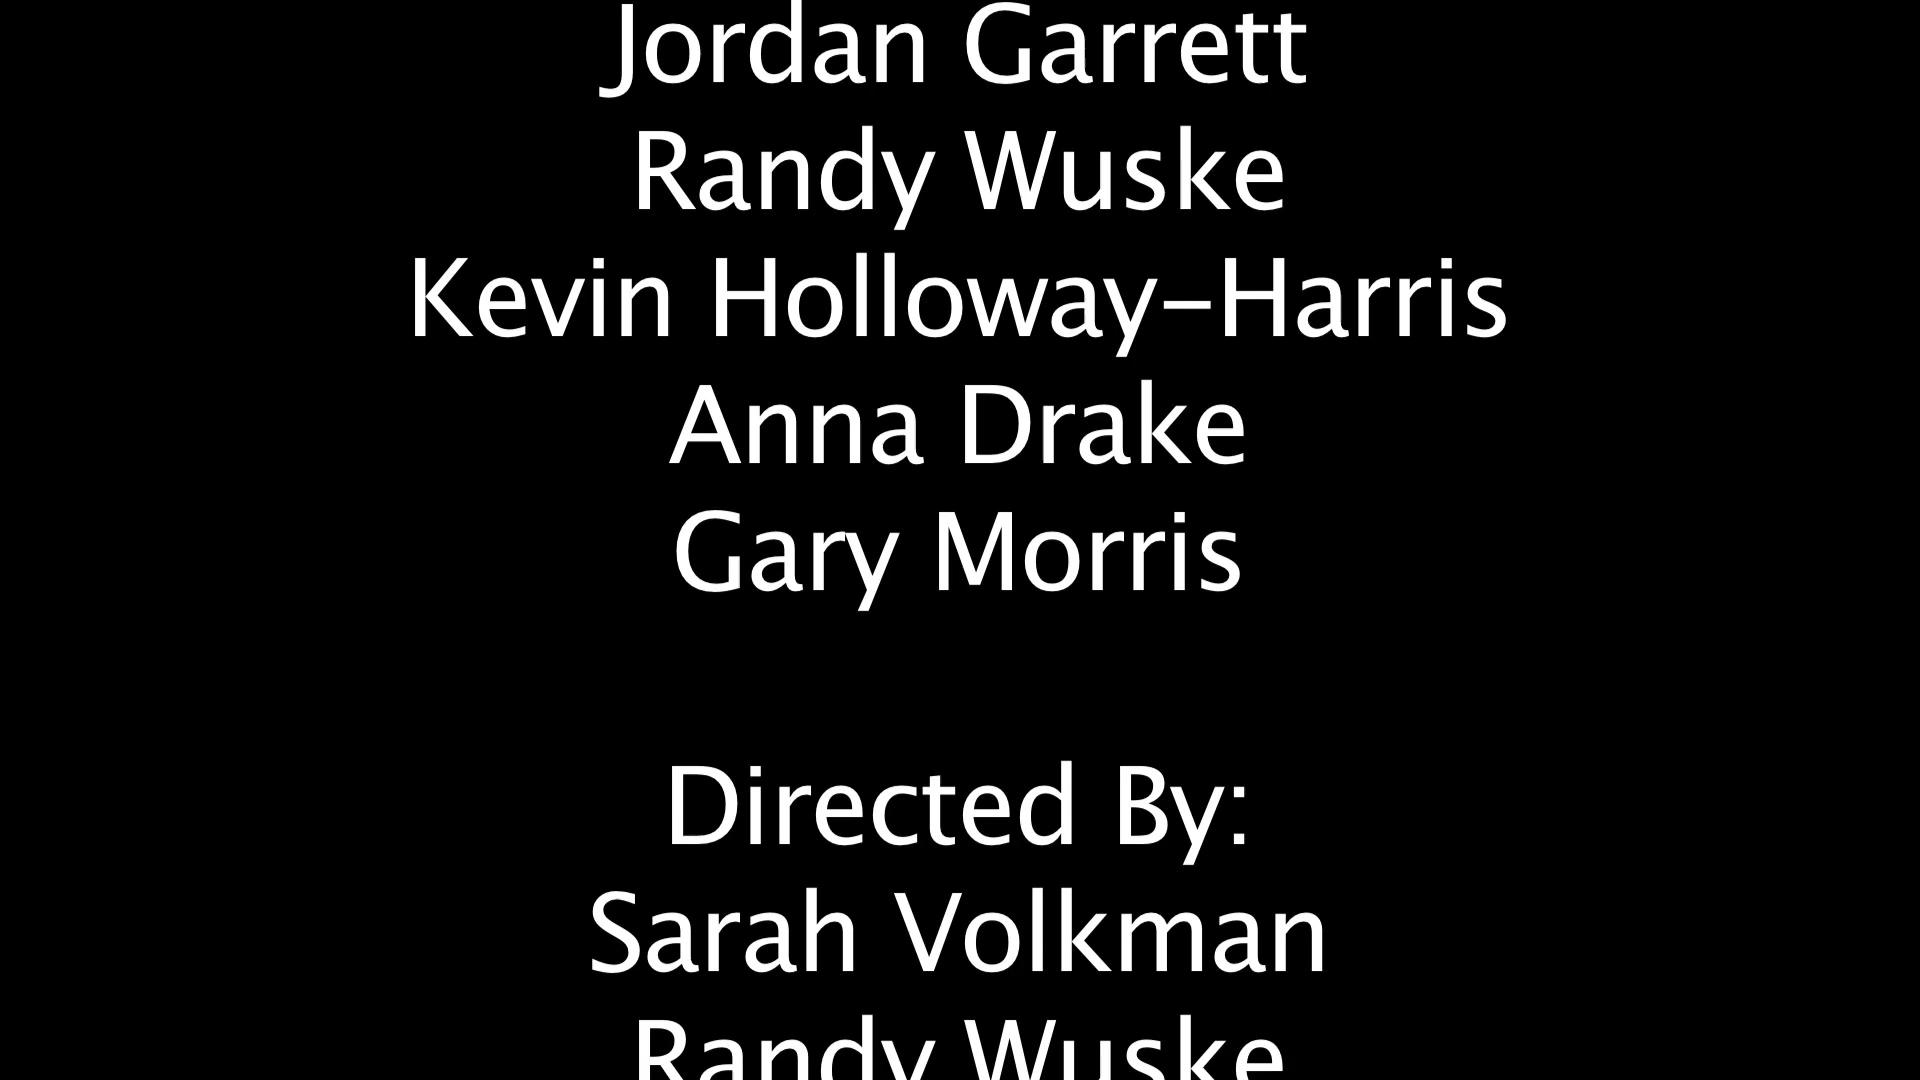 Jordan Garrett
Randy Wuske
Kevin Holloway-Harris
Anna Drake
Gary Morris
Directed By:
Sarah Volkman
Randy Wuske